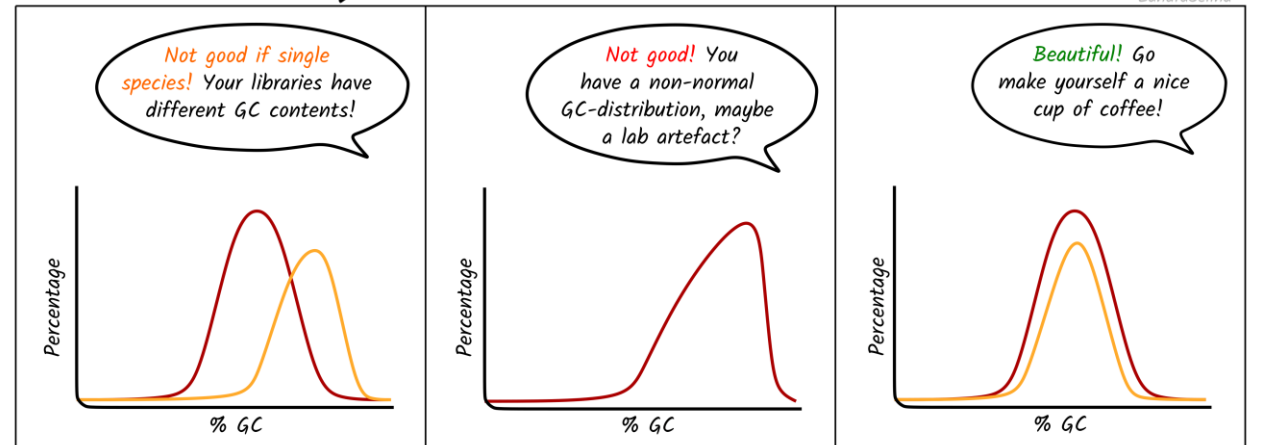 Not good if single
species! Your libraries have
different GC contents!
Percentage
% GC
Not good! You
have a non-normal
GC-distribution, maybe
a lab artefact?
Percentage
% GC
Beautiful! Go
make yourself a nice
cup of coffee!
Percentage
% GC